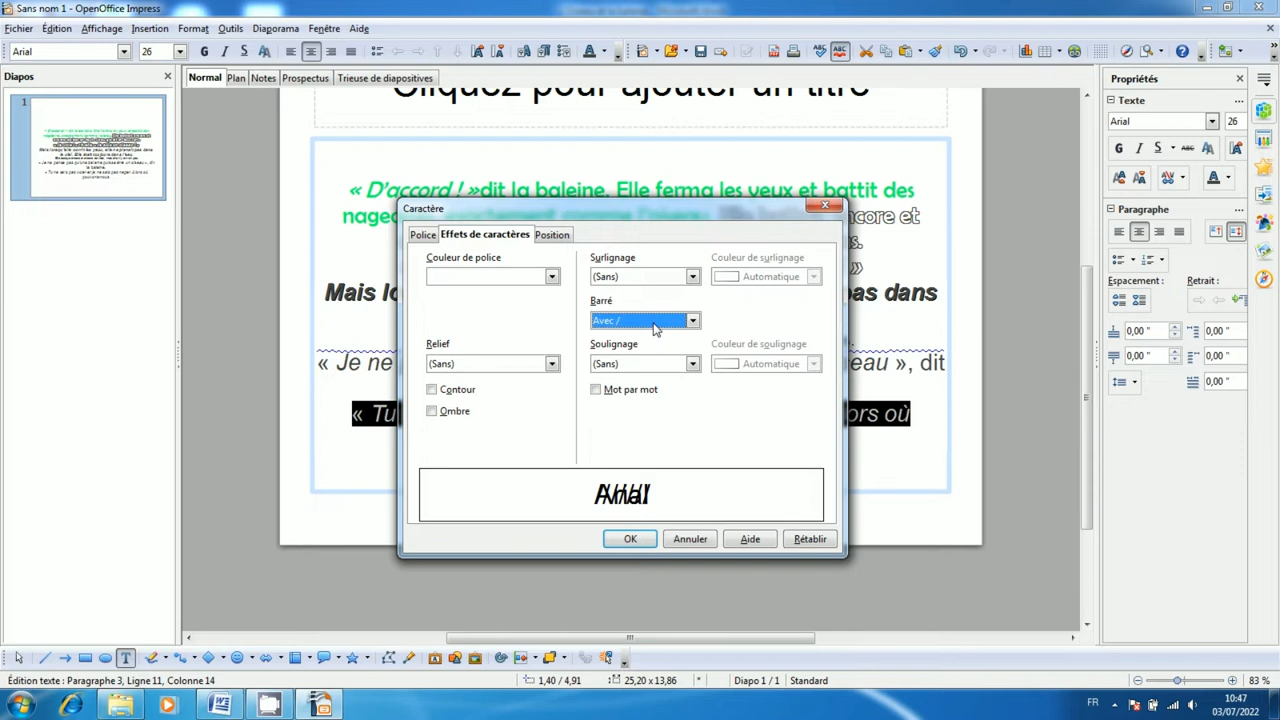 Sans nom 1 - OpenOffice Impress
Fichier Édition Affichage Insertion Format Outils Diaporama Fenêtre Aide
Arial 26
Diapos
Normal Plan Notes Prospectus Trieuse de diapositives
Propriétés
Texte
Arial 26
Paragraphe
Espacement : Retrait :
0,00 " 0,00 "
0,00 " 0,00 "
0,00 "
1
Cliquez pour ajouter un titre
« D'accord ! » dit la baleine. Elle ferma les yeux et battit des
encore et
»
Mais pas dans
« Je ne eau », dit
« Tu ors où
Caractère
Police Effets de caractères Position
Couleur de police Surlignage Couleur de surlignage
(Sans) Automatique
Barré
Avec /
Relief Soulignage Couleur de soulignage
(Sans) (Sans) Automatique
Contour Mot par mot
Ombre
Arial
OK Annuler Aide Rétablir
Édition texte : Paragraphe 3, Ligne 11, Colonne 14 1,40 / 4,91 25,20 x 13,86 * Diapo 1 / 1 Standard 83 %
FR 10:47
03/07/2022